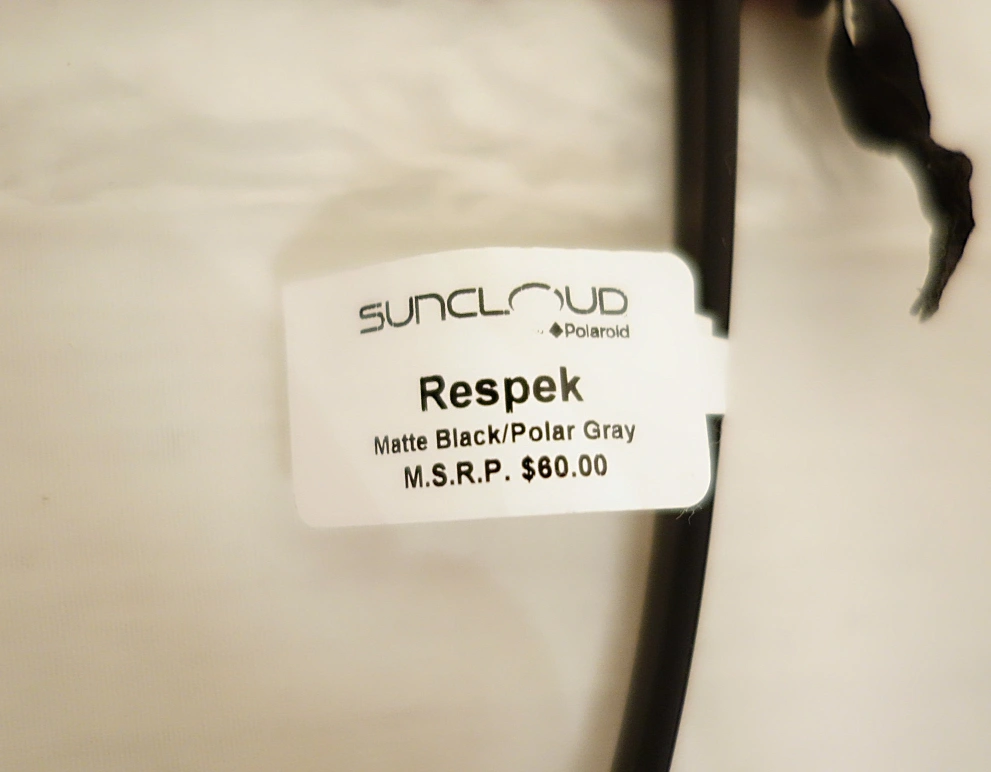 SUNCLOUD
Polaroid
Respek
Matte Black/Polar Gray
M.S.R.P. $60.00